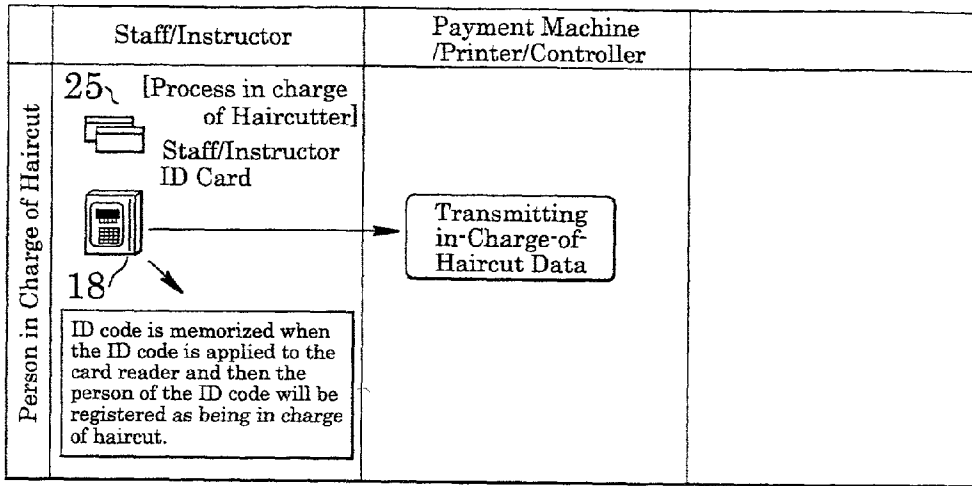 Staff/Instructor
Payment Machine
/Printer/Controller
Person in Charge of Haircut
25
[Process in charge
of Haircutter]
Staff/Instructor
ID Card
18
ID code is memorized when
the ID code is applied to the
card reader and then the
person of the ID code will be
registered as being in charge
of haircut.
Transmitting
in-Charge-of-
Haircut Data